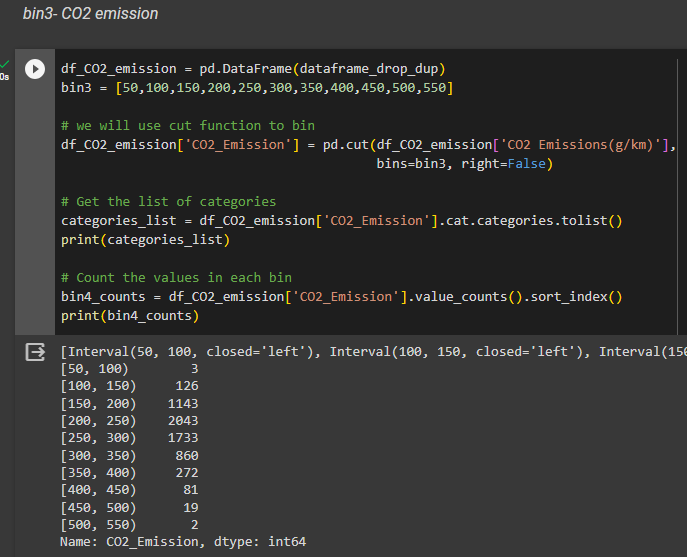 bin3- CO2 emission
0s
df_CO2_emission = pd.DataFrame(dataframe_drop_dup)
bin3 = [50,100,150,200,250,300,350,400,450,500,550]
# we will use cut function to bin
df_CO2_emission['CO2_Emission'] = pd.cut(df_CO2_emission['CO2 Emissions(g/km)'],
bins=bin3, right=False)
# Get the list of categories
categories_list = df_CO2_emission['CO2_Emission'].cat.categories.tolist()
print(categories_list)
# Count the values in each bin
bin4_counts = df_CO2_emission['CO2_Emission'].value_counts().sort_index()
print(bin4_counts)
[Interval(50, 100, closed='left'), Interval(100, 150, closed='left'), Interval(150
[50, 100) 3
[100, 150) 126
[150, 200) 1143
[200, 250) 2043
[250, 300) 1733
[300, 350) 860
[350, 400) 272
[400, 450) 81
[450, 500) 19
[500, 550) 2
Name: CO2_Emission, dtype: int64